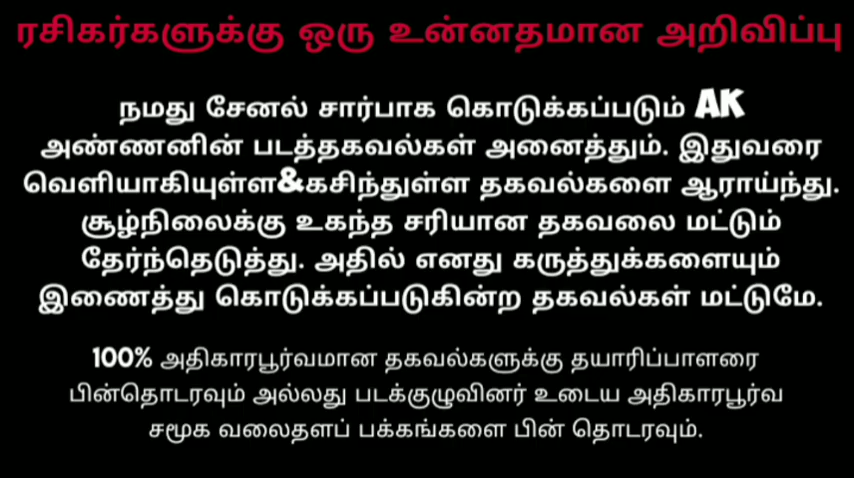 ரசிகர்களுக்கு ஒரு உன்னதமான அறிவிப்பு
நமது சேனல் சார்பாக கொடுக்கப்படும் AK
அண்ணனின் படத்தகவல்கள் அனைத்தும். இதுவரை
வெளியாகியுள்ள&கசிந்துள்ள தகவல்களை ஆராய்ந்து.
சூழ்நிலைக்கு உகந்த சரியான தகவலை மட்டும்
தேர்ந்தெடுத்து. அதில் எனது கருத்துக்களையும்
இணைத்து கொடுக்கப்படுகின்ற தகவல்கள் மட்டுமே.
100% அதிகாரபூர்வமான தகவல்களுக்கு தயாரிப்பாளரை
பின்தொடரவும் அல்லது படக்குழுவினர் உடைய அதிகாரபூர்வ
சமூக வலைதளப் பக்கங்களை பின் தொடரவும்.